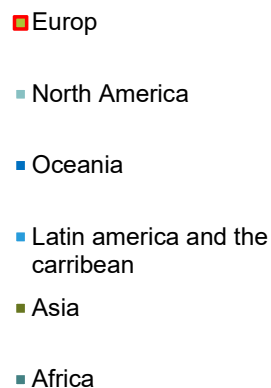 Europ
North America
Oceania
Latin america and the
carribean
Asia
Africa